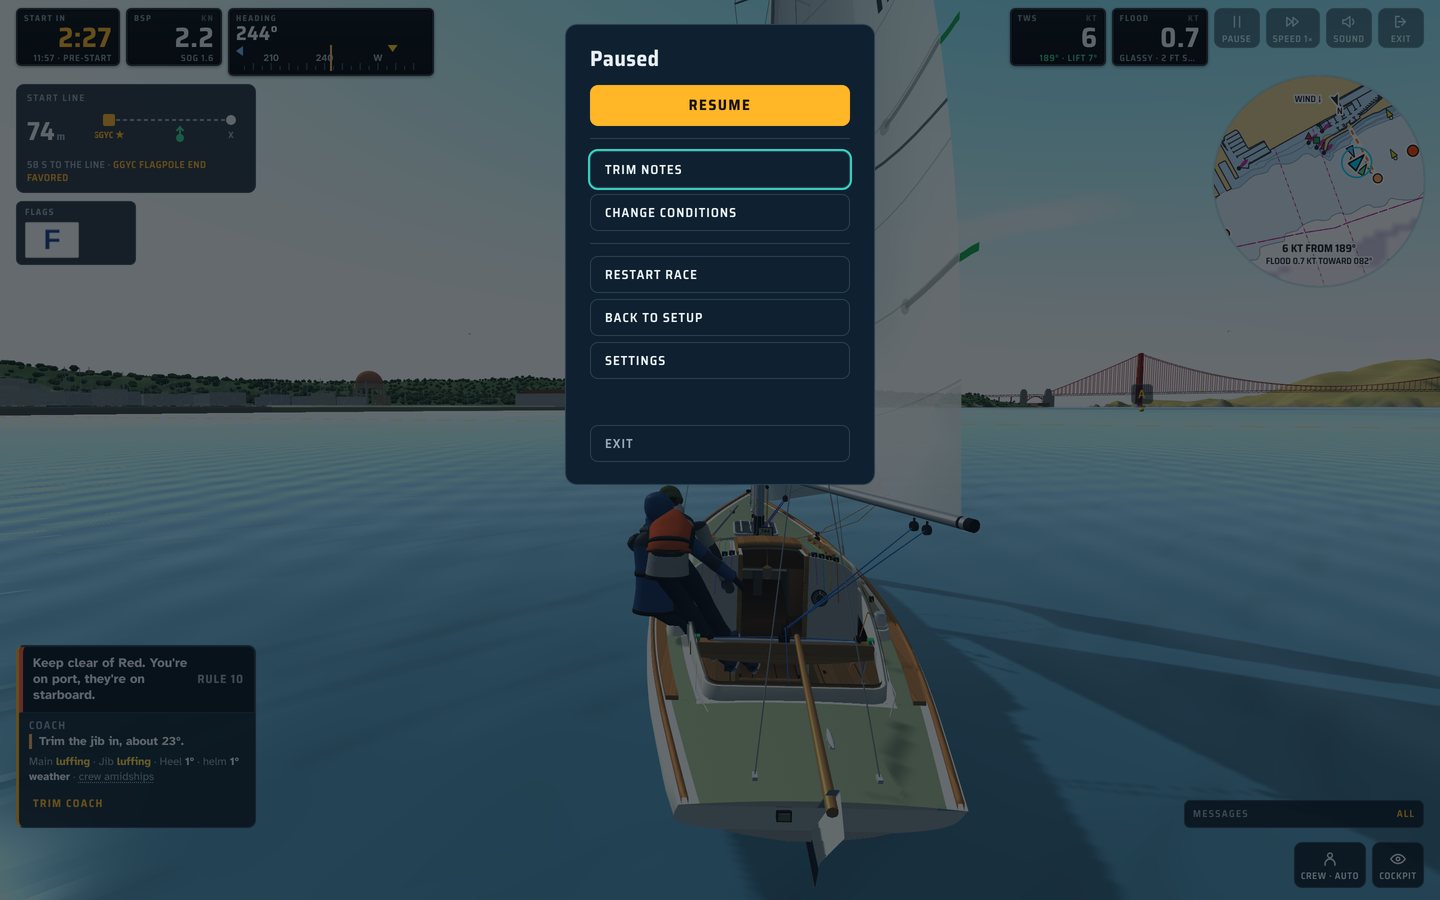 START IN
2:27
11:57 · PRE-START
BSP KN
2.2
SOG 1.6
HEADING
244°
210 240 W
TWS KT
6
189° · LIFT 7°
FLOOD KT
0.7
GLASSY · 2 FT S...
PAUSE
SPEED 1×
SOUND
EXIT
START LINE
74 m
SGYC ★ X
58 S TO THE LINE · GGYC FLAGPOLE END
FAVORED
FLAGS
F
Paused
RESUME
TRIM NOTES
CHANGE CONDITIONS
RESTART RACE
BACK TO SETUP
SETTINGS
EXIT
WIND ↓
N
6 KT FROM 189°
FLOOD 0.7 KT TOWARD 082°
A
Keep clear of Red. You're
on port, they're on
starboard.
RULE 10
COACH
Trim the jib in, about 23°.
Main luffing · Jib luffing · Heel 1° · helm 1°
weather · crew amidships
TRIM COACH
MESSAGES ALL
CREW · AUTO
COCKPIT